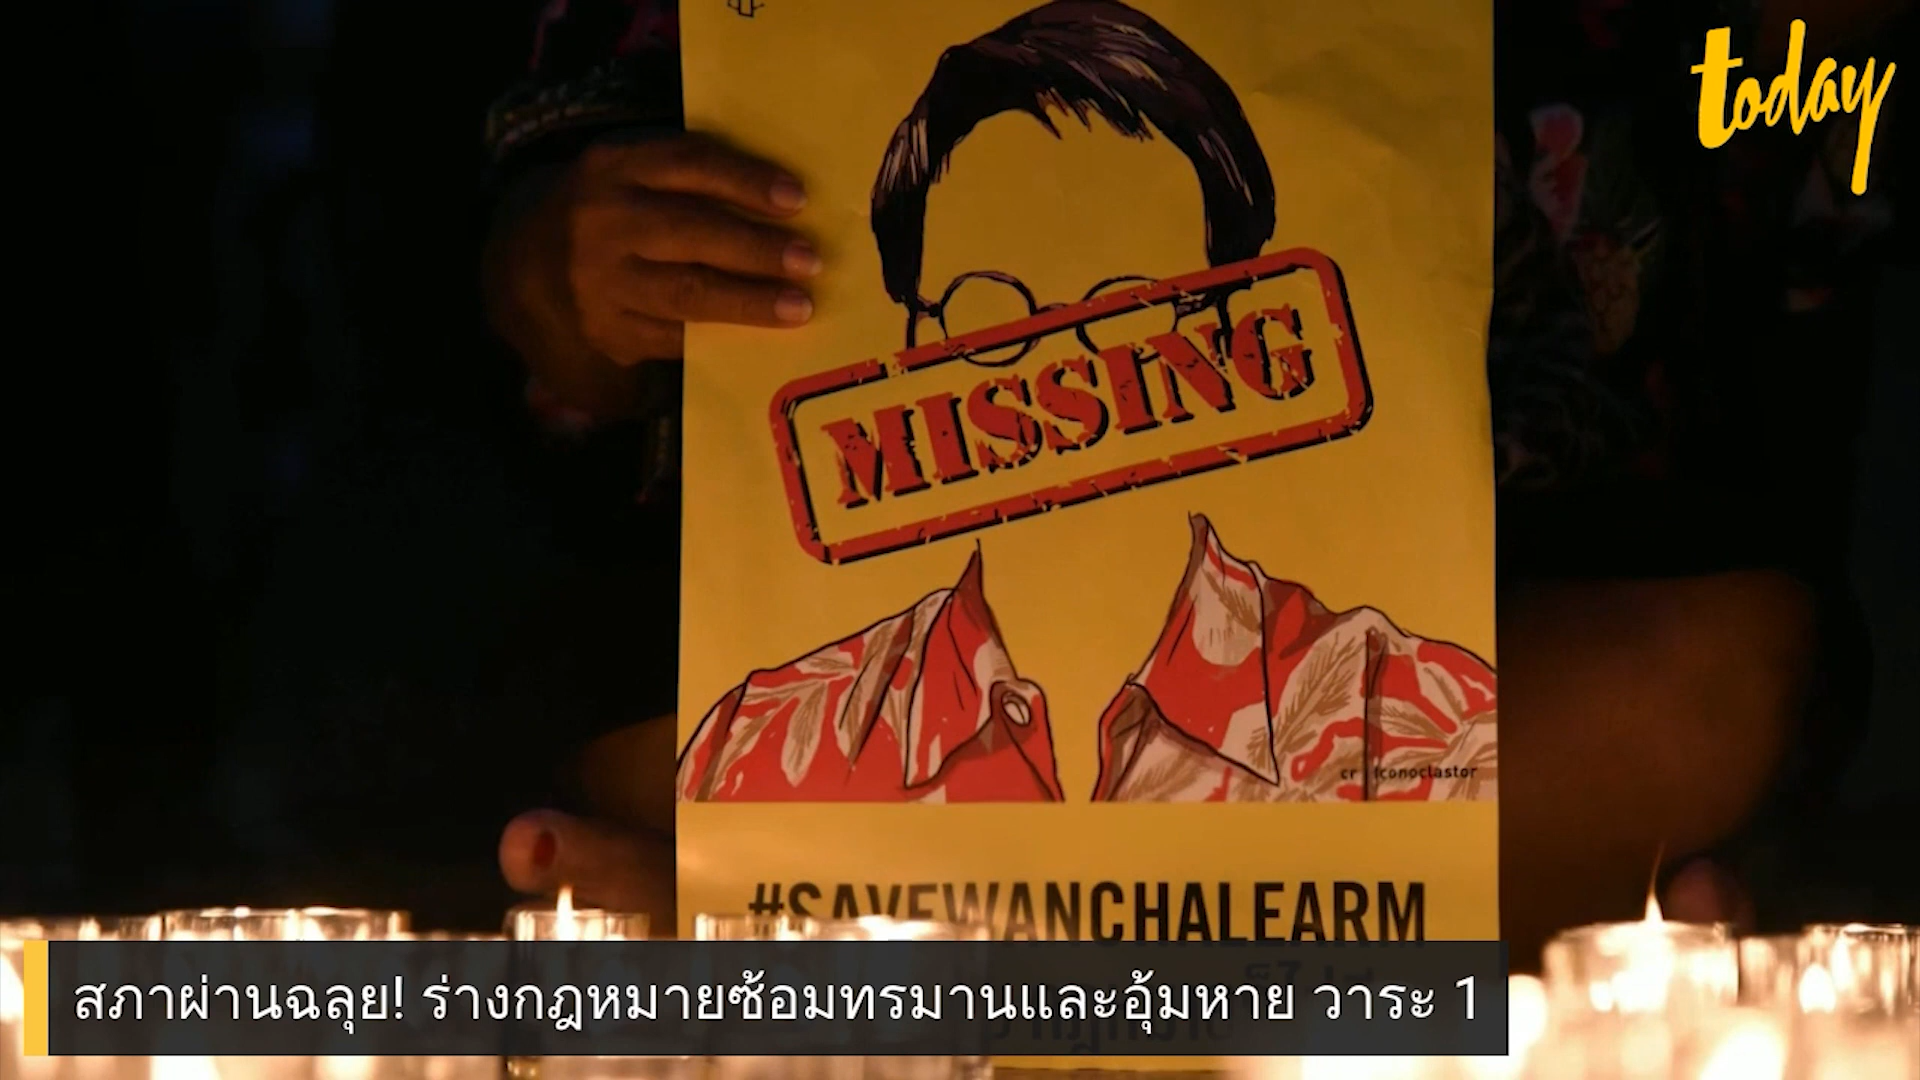 today
MISSING
cr : Iconoclastor
#SAVEWANCHALEARM
สภาผ่านฉลุย! ร่างกฎหมายซ้อมทรมานและอุ้มหาย วาระ 1